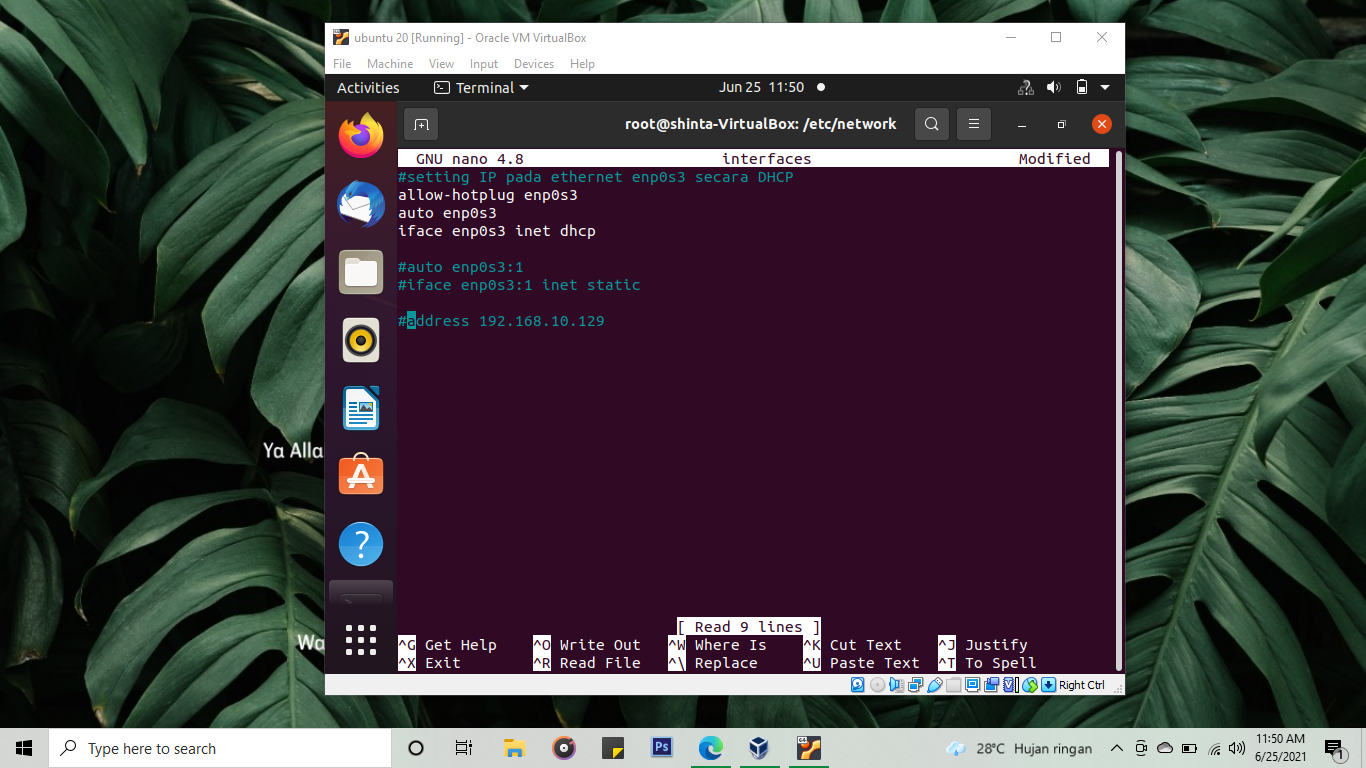 ubuntu 20 [Running] - Oracle VM VirtualBox
File Machine View Input Devices Help
Activities Terminal Jun 25 11:50
root@shinta-VirtualBox: /etc/network
GNU nano 4.8 interfaces Modified
#setting IP pada ethernet enp0s3 secara DHCP
allow-hotplug enp0s3
auto enp0s3
iface enp0s3 inet dhcp
#auto enp0s3:1
#iface enp0s3:1 inet static
#address 192.168.10.129
Ya Alla
Wa
[ Read 9 lines ]
^G Get Help ^O Write Out ^W Where Is ^K Cut Text ^J Justify
^X Exit ^R Read File ^\ Replace ^U Paste Text ^T To Spell
Right Ctrl
Type here to search
Ps
64
28°C Hujan ringan
11:50 AM
6/25/2021
1